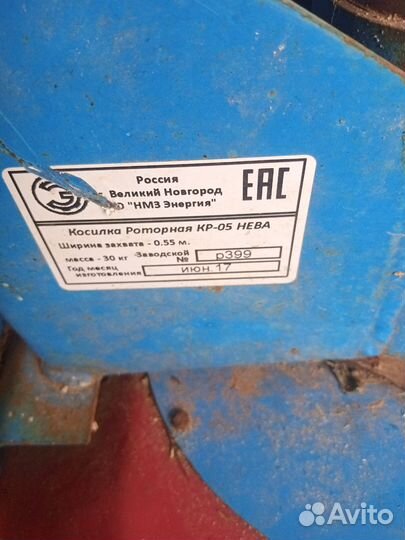 Россия
г. Великий Новгород
"НМЗ Энергия"
ЕАС
Косилка Роторная КР-05 НЕВА
Ширина захвата - 0.55 м.
масса - 30 кг Заводской № р399
Год месяц изготовления июн.17
Avito